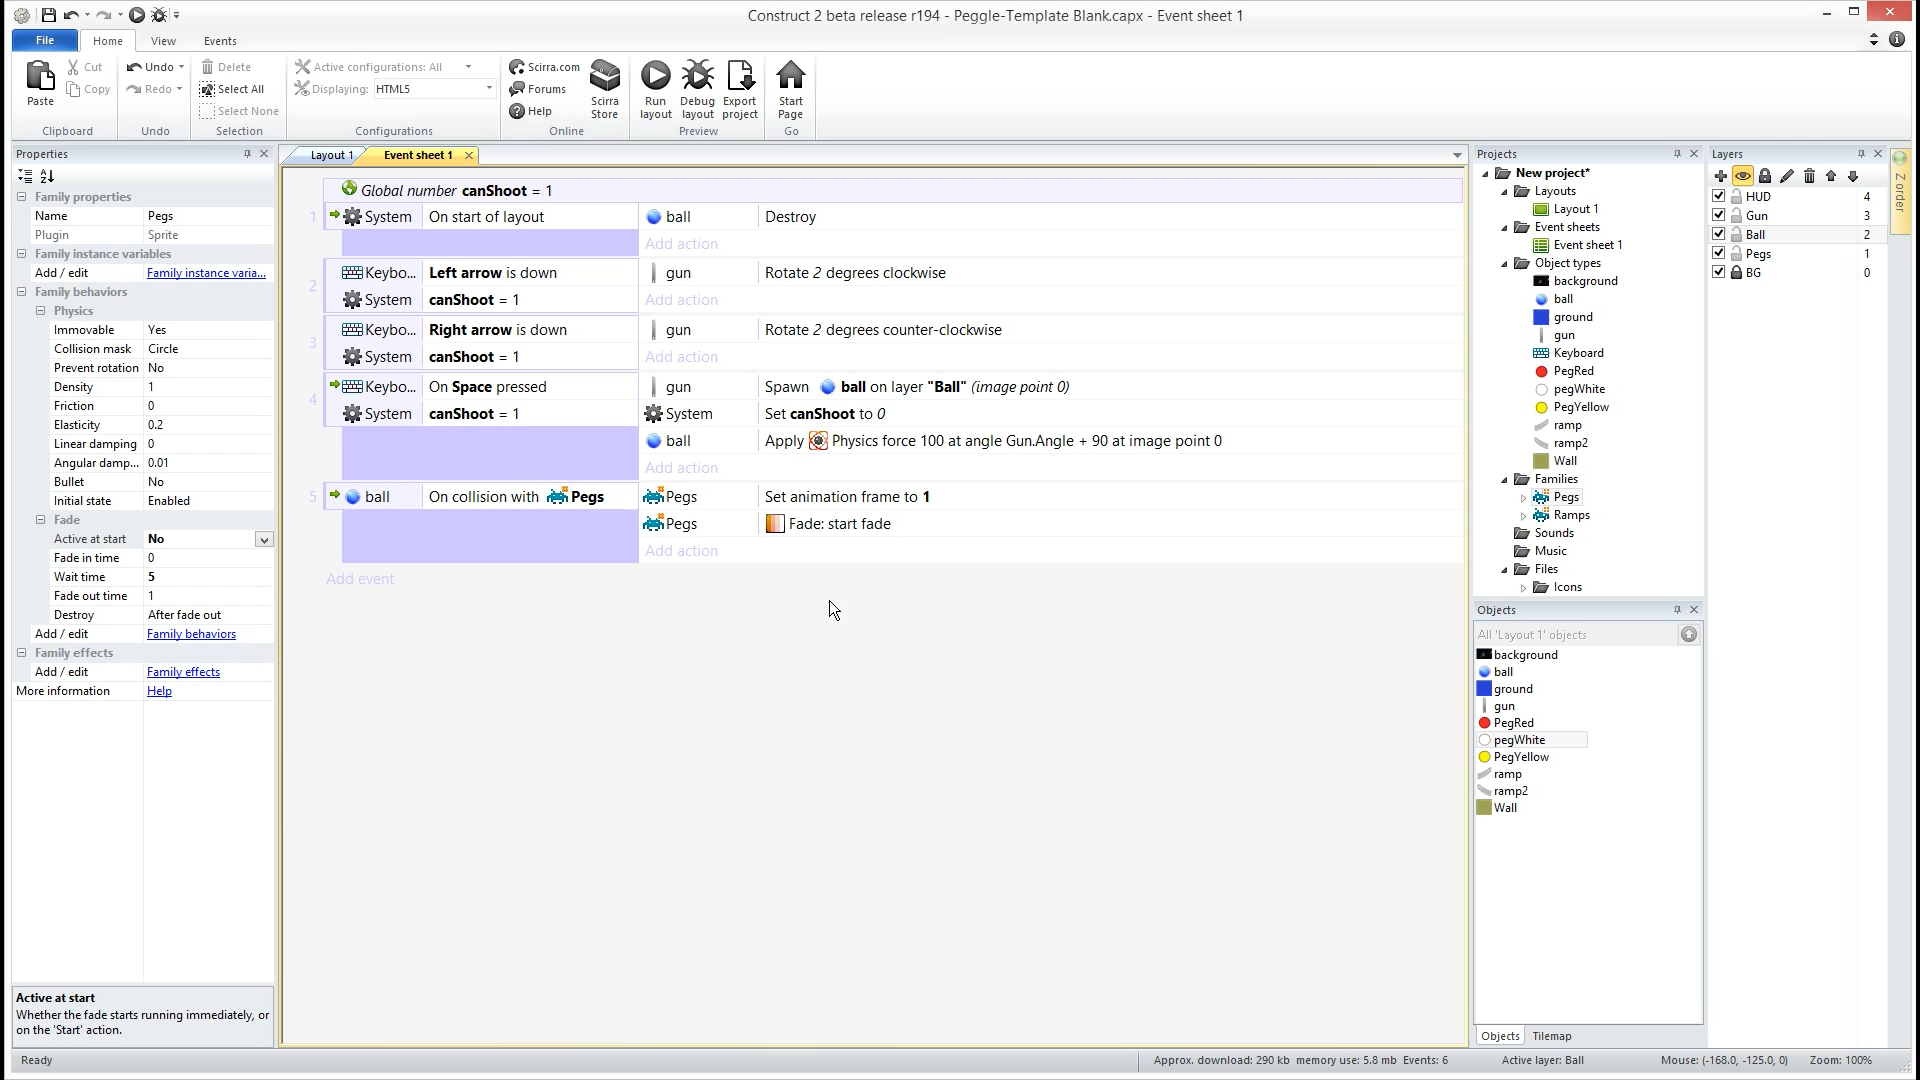 Construct 2 beta release r194 - Peggle-Template Blank.capx - Event sheet 1
File Home View Events
Paste Cut Copy
Undo Redo
Delete Select All Select None
Active configurations: All
Displaying: HTML5
Scirra.com Forums Help Scirra Store
Run layout Debug layout Export project Start Page
Clipboard Undo Selection Configurations Online Preview Go
Properties
Family properties
Name Pegs
Plugin Sprite
Family instance variables
Add / edit Family instance varia...
Family behaviors
Physics
Immovable Yes
Collision mask Circle
Prevent rotation No
Density 1
Friction 0
Elasticity 0.2
Linear damping 0
Angular damp... 0.01
Bullet No
Initial state Enabled
Fade
Active at start No
Fade in time 0
Wait time 5
Fade out time 1
Destroy After fade out
Add / edit Family behaviors
Family effects
Add / edit Family effects
More information Help
Active at start
Whether the fade starts running immediately, or
on the 'Start' action.
Layout 1 Event sheet 1
Global number canShoot = 1
1 System On start of layout ball Destroy
Add action
2 Keybo... Left arrow is down gun Rotate 2 degrees clockwise
System canShoot = 1 Add action
3 Keybo... Right arrow is down gun Rotate 2 degrees counter-clockwise
System canShoot = 1 Add action
4 Keybo... On Space pressed gun Spawn ball on layer "Ball" (image point 0)
System canShoot = 1 System Set canShoot to 0
ball Apply Physics force 100 at angle Gun.Angle + 90 at image point 0
Add action
5 ball On collision with Pegs Pegs Set animation frame to 1
Pegs Fade: start fade
Add action
Add event
Projects
New project*
Layouts
Layout 1
Event sheets
Event sheet 1
Object types
background
ball
ground
gun
Keyboard
PegRed
pegWhite
PegYellow
ramp
ramp2
Wall
Families
Pegs
Ramps
Sounds
Music
Files
Icons
Objects
All 'Layout 1' objects
background
ball
ground
gun
PegRed
pegWhite
PegYellow
ramp
ramp2
Wall
Objects Tilemap
Layers
HUD 4
Gun 3
Ball 2
Pegs 1
BG 0
Z order
Ready Approx. download: 290 kb memory use: 5.8 mb Events: 6 Active layer: Ball Mouse: (-168.0, -125.0, 0) Zoom: 100%